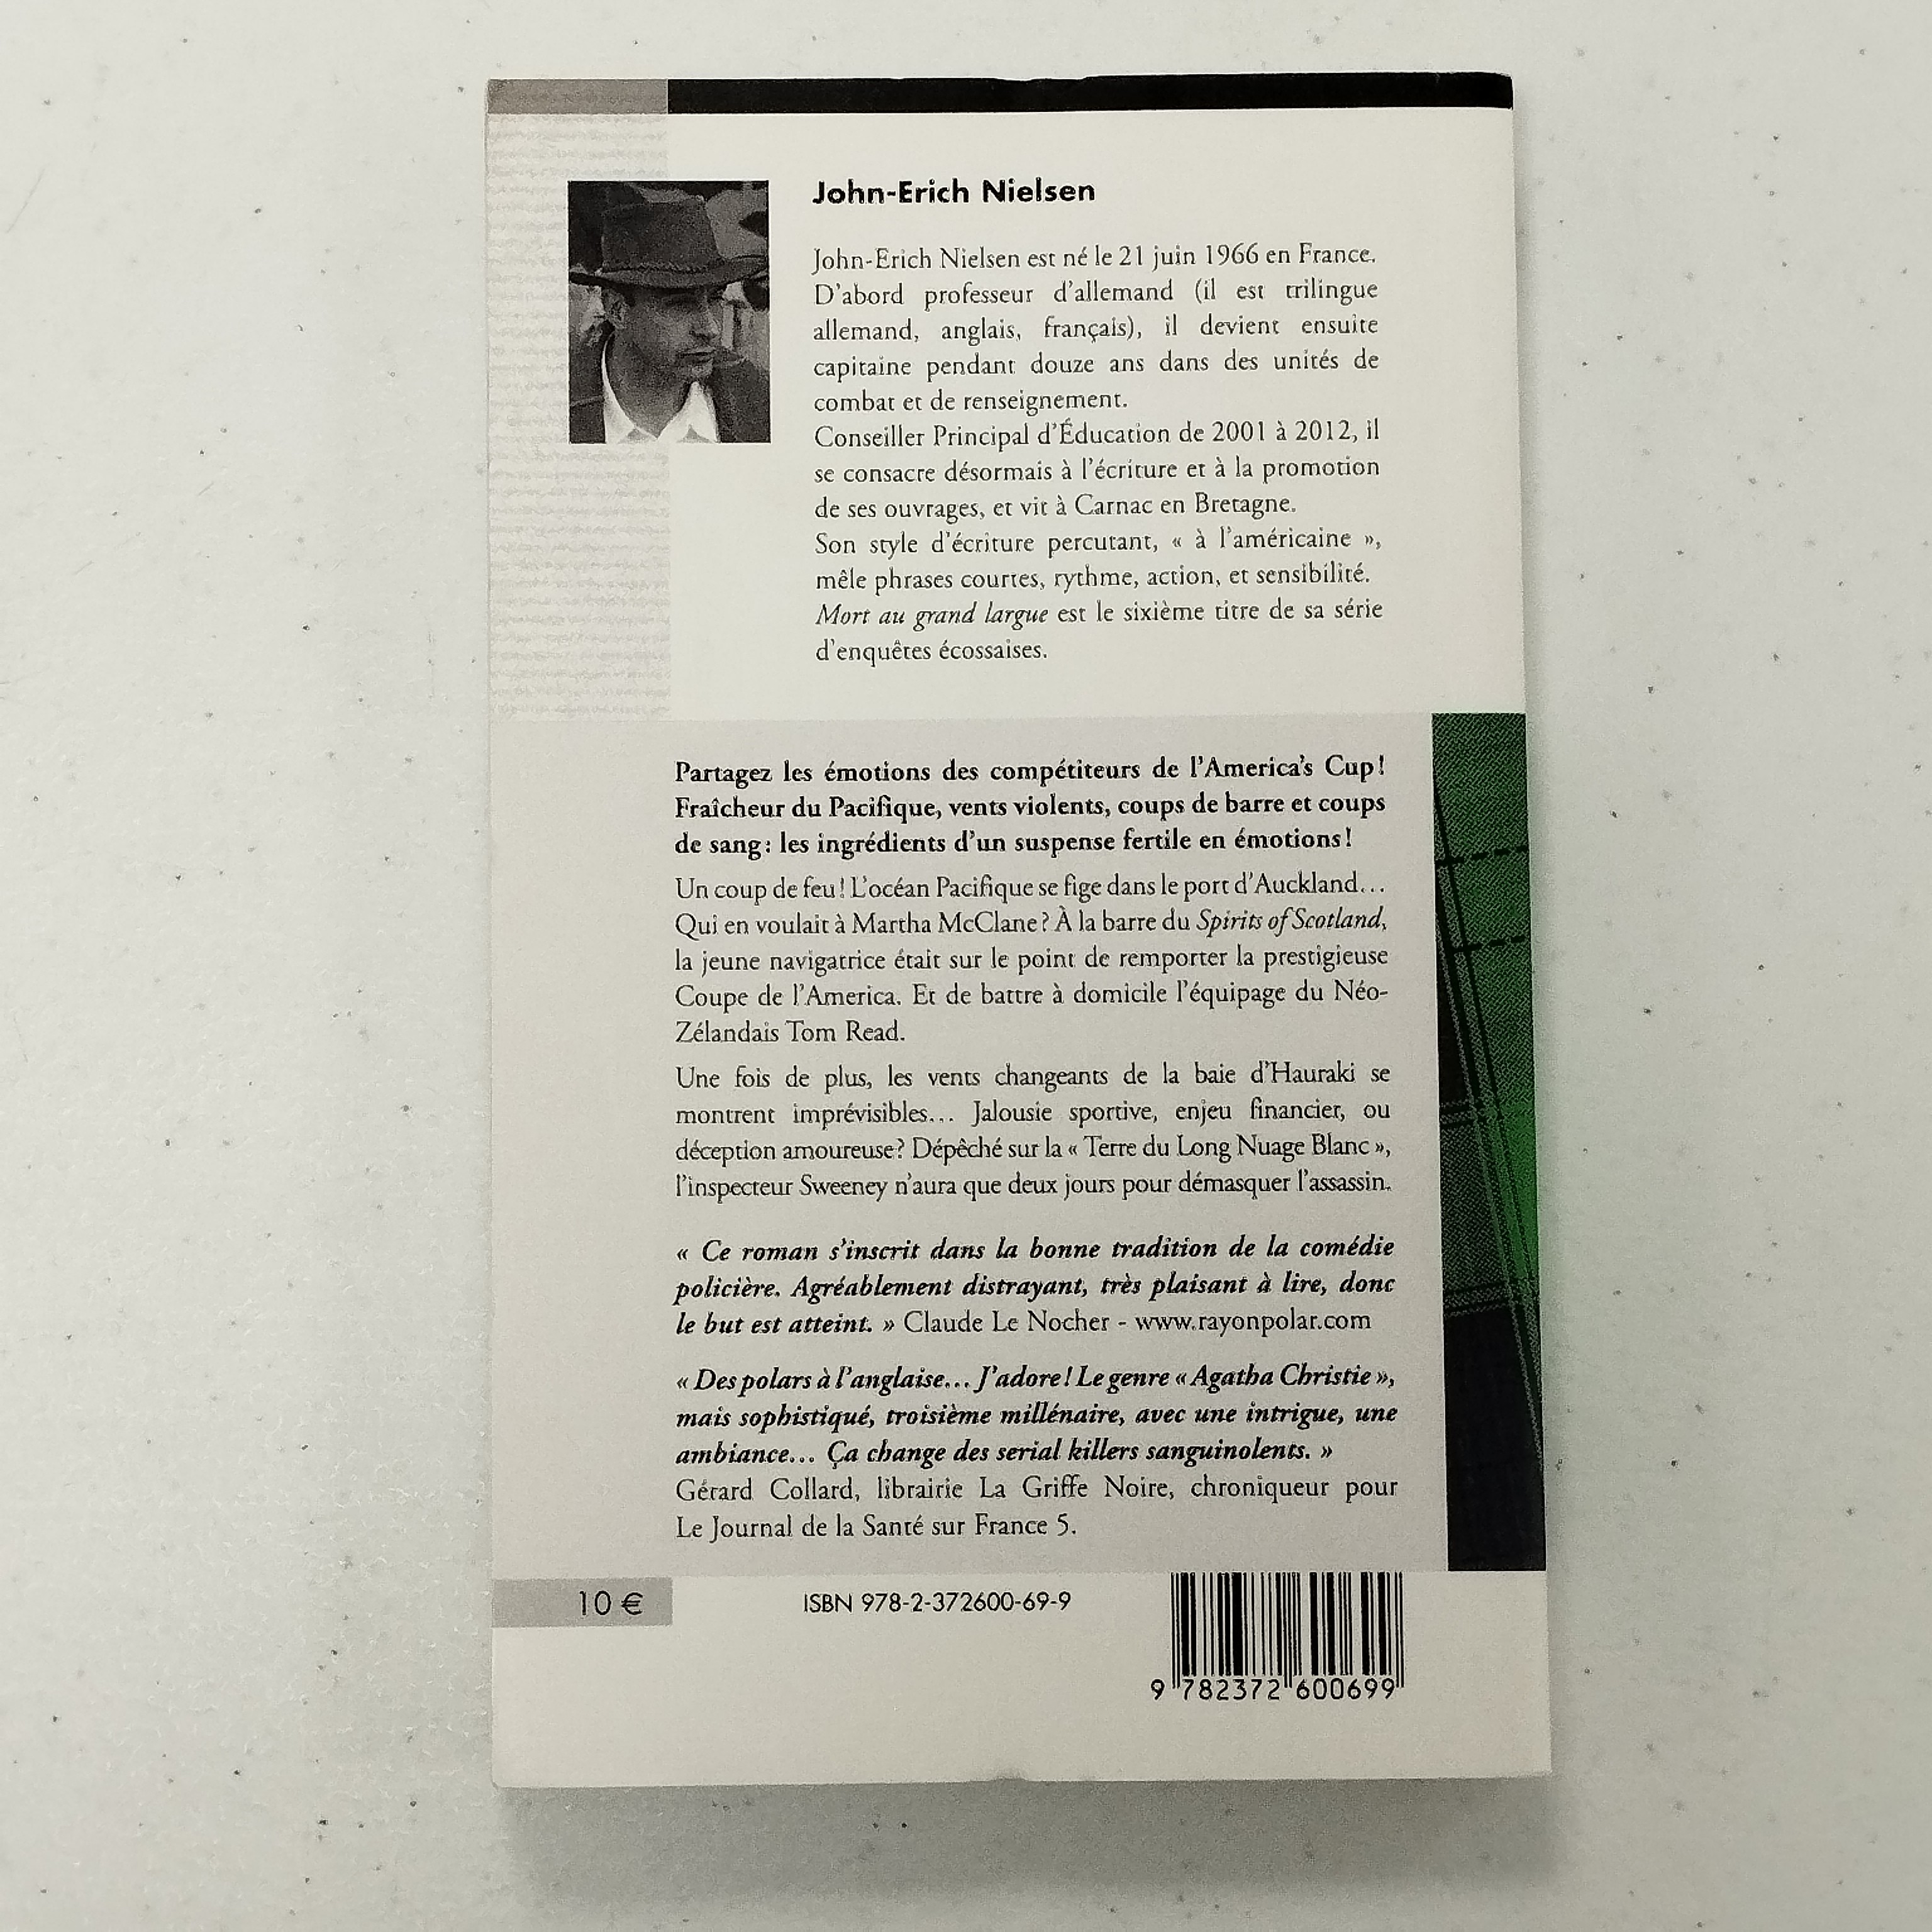 John-Erich Nielsen
John-Erich Nielsen est né le 21 juin 1966 en France.
D'abord professeur d'allemand (il est trilingue
allemand, anglais, français), il devient ensuite
capitaine pendant douze ans dans des unités de
combat et de renseignement.
Conseiller Principal d'Éducation de 2001 à 2012, il
se consacre désormais à l'écriture et à la promotion
de ses ouvrages, et vit à Carnac en Bretagne.
Son style d'écriture percutant, « à l'américaine »,
mêle phrases courtes, rythme, action, et sensibilité.
Mort au grand largue est le sixième titre de sa série
d'enquêtes écossaises.
Partagez les émotions des compétiteurs de l'America's Cup !
Fraîcheur du Pacifique, vents violents, coups de barre et coups
de sang : les ingrédients d'un suspense fertile en émotions !
Un coup de feu ! L'océan Pacifique se fige dans le port d'Auckland…
Qui en voulait à Martha McClane ? À la barre du Spirits of Scotland,
la jeune navigatrice était sur le point de remporter la prestigieuse
Coupe de l'America. Et de battre à domicile l'équipage du Néo-
Zélandais Tom Read.
Une fois de plus, les vents changeants de la baie d'Hauraki se
montrent imprévisibles… Jalousie sportive, enjeu financier, ou
déception amoureuse ? Dépêché sur la « Terre du Long Nuage Blanc »,
l'inspecteur Sweeney n'aura que deux jours pour démasquer l'assassin.
« Ce roman s'inscrit dans la bonne tradition de la comédie
policière. Agréablement distrayant, très plaisant à lire, donc
le but est atteint. » Claude Le Nocher - www.rayonpolar.com
« Des polars à l'anglaise… J'adore ! Le genre « Agatha Christie »,
mais sophistiqué, troisième millénaire, avec une intrigue, une
ambiance… Ça change des serial killers sanguinolents. »
Gérard Collard, librairie La Griffe Noire, chroniqueur pour
Le Journal de la Santé sur France 5.
10 €
ISBN 978-2-372600-69-9
9 782372 600699